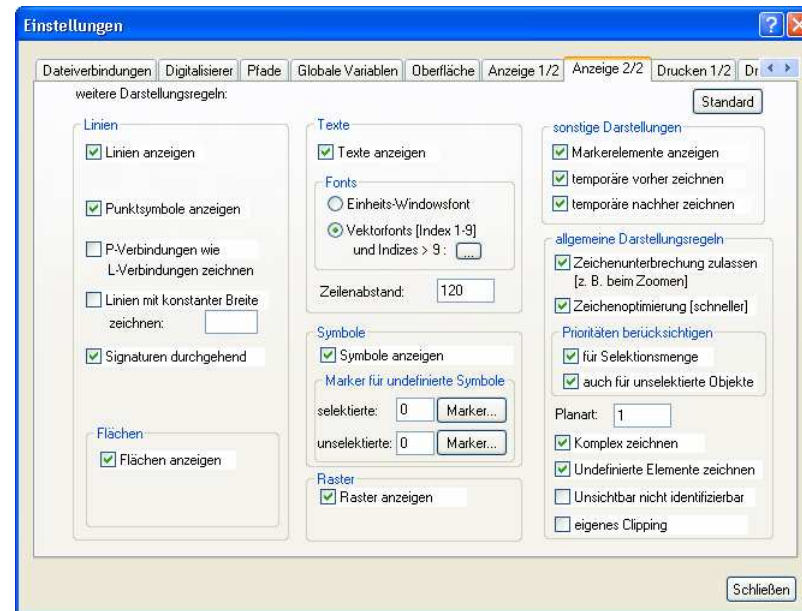 Einstellungen
Dateiverbindungen Digitalisierer Pfade Globale Variablen Oberfläche Anzeige 1/2 Anzeige 2/2 Drucken 1/2 Dr
weitere Darstellungsregeln:
Standard
Linien
Linien anzeigen
Punktsymbole anzeigen
P-Verbindungen wie
L-Verbindungen zeichnen
Linien mit konstanter Breite
zeichnen:
Signaturen durchgehend
Flächen
Flächen anzeigen
Texte
Texte anzeigen
Fonts
Einheits-Windowsfont
Vektorfonts [Index 1-9]
und Indizes > 9 : ...
Zeilenabstand: 120
Symbole
Symbole anzeigen
Marker für undefinierte Symbole
selektierte: 0 Marker...
unselektierte: 0 Marker...
Raster
Raster anzeigen
sonstige Darstellungen
Markerelemente anzeigen
temporäre vorher zeichnen
temporäre nachher zeichnen
allgemeine Darstellungsregeln
Zeichenunterbrechung zulassen
[z. B. beim Zoomen]
Zeichenoptimierung [schneller]
Prioritäten berücksichtigen
für Selektionsmenge
auch für unselektierte Objekte
Planart: 1
Komplex zeichnen
Undefinierte Elemente zeichnen
Unsichtbar nicht identifizierbar
eigenes Clipping
Schließen